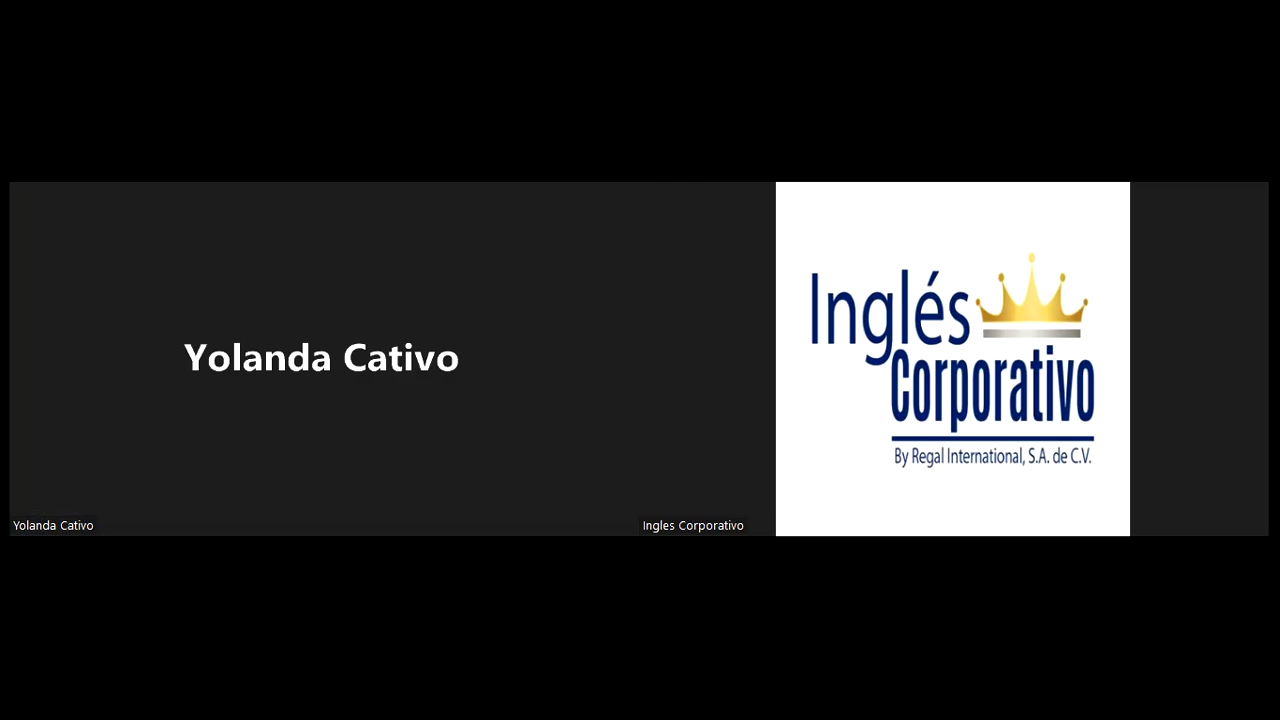 Yolanda Cativo
Yolanda Cativo
Inglés
Corporativo
By Regal International, S.A. de C.V.
Ingles Corporativo